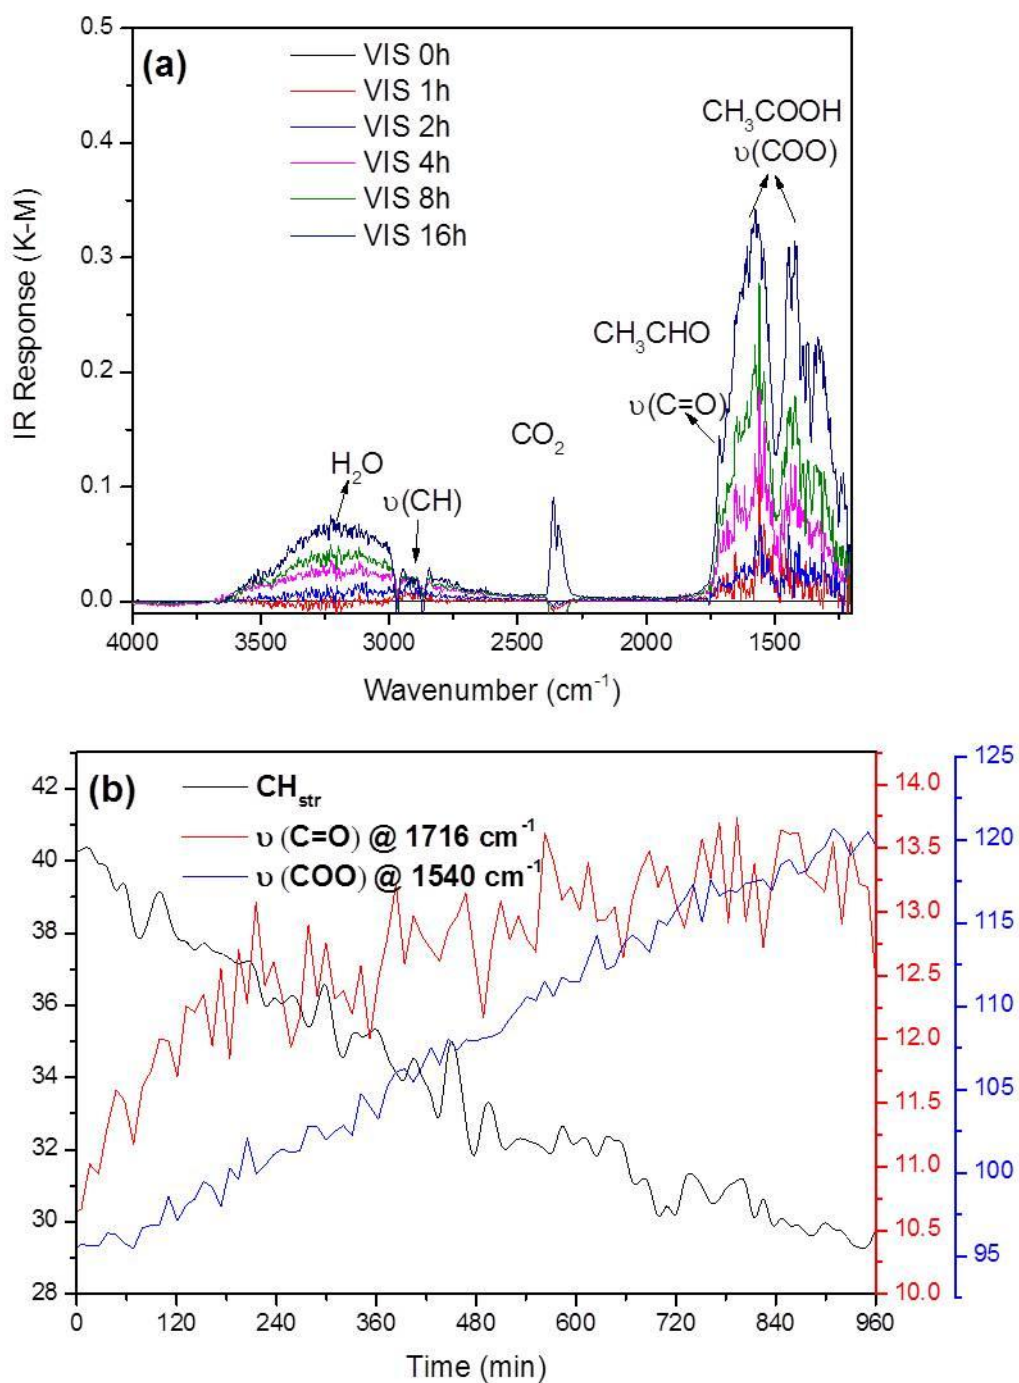 0.5
(a)
VIS 0h
VIS 1h
VIS 2h
VIS 4h
VIS 8h
VIS 16h
CH₃COOH
υ(COO)
0.4
0.3
CH₃CHO
0.2
υ(C=O)
CO₂
H₂O
υ(CH)
0.1
0.0
IR Response (K-M)
4000 3500 3000 2500 2000 1500
Wavenumber (cm⁻¹)
(b)
CHstr
υ (C=O) @ 1716 cm⁻¹
υ (COO) @ 1540 cm⁻¹
42
40
38
36
34
32
30
28
14.0
13.5
13.0
12.5
12.0
11.5
11.0
10.5
10.0
125
120
115
110
105
100
95
0 120 240 360 480 600 720 840 960
Time (min)